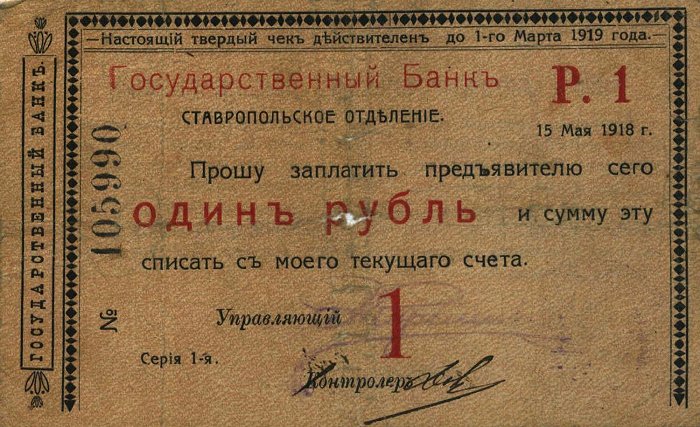 —Настоящій твердый чек дѣйствителен до 1-го Марта 1919 года.—
Государственный Банкъ
Р. 1
СТАВРОПОЛЬСКОЕ ОТДѢЛЕНІЕ.
15 Мая 1918 г.
Прошу заплатить предъявителю сего
ОДИНЪ РУБЛЬ и сумму эту
списать съ моего текущаго счета.
Управляющій
1
Серія 1-я.
Контролеръ
№ 105990
ГОСУДАРСТВЕННЫЙ БАНКЪ.